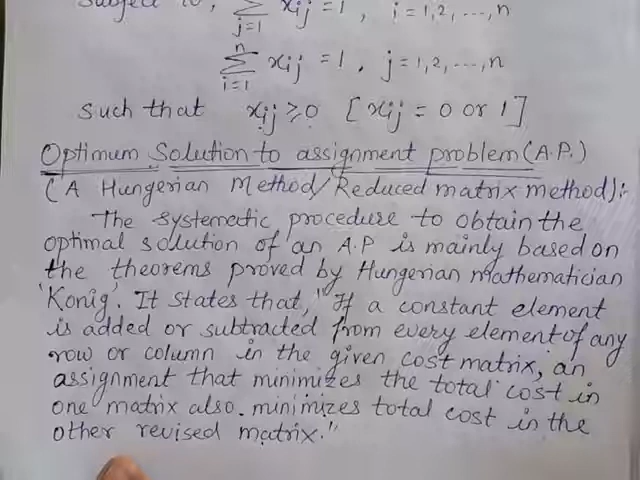 Subject to, ∑ xij = 1, i = 1,2, ...., n
j=1
n
∑ xij = 1, j = 1,2, ...., n
i=1
such that xij ≥ 0 [xij = 0 or 1]
Optimum Solution to assignment problem (A.P.)
(A Hungerian Method/Reduced matrix method):-
The systematic procedure to obtain the
optimal solution of an A.P is mainly based on
the theorems proved by Hungerian mathematician
'Konig'. It states that, "If a constant element
is added or subtracted from every element of any
row or column in the given cost matrix, an
assignment that minimizes the total cost in
one matrix also. minimizes total cost in the
other revised matrix."